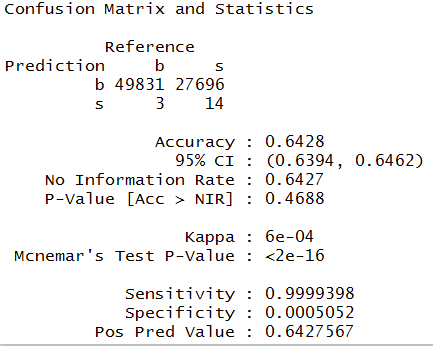 Confusion Matrix and Statistics
Reference
Prediction b s
b 49831 27696
s 3 14
Accuracy : 0.6428
95% CI : (0.6394, 0.6462)
No Information Rate : 0.6427
P-Value [Acc > NIR] : 0.4688
Kappa : 6e-04
Mcnemar's Test P-Value : <2e-16
Sensitivity : 0.9999398
Specificity : 0.0005052
Pos Pred Value : 0.6427567